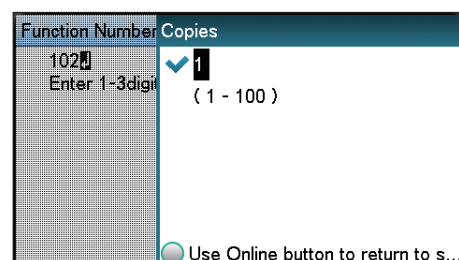 Function Number
Copies
102
1
Enter 1-3digi
( 1 - 100 )
Use Online button to return to s...